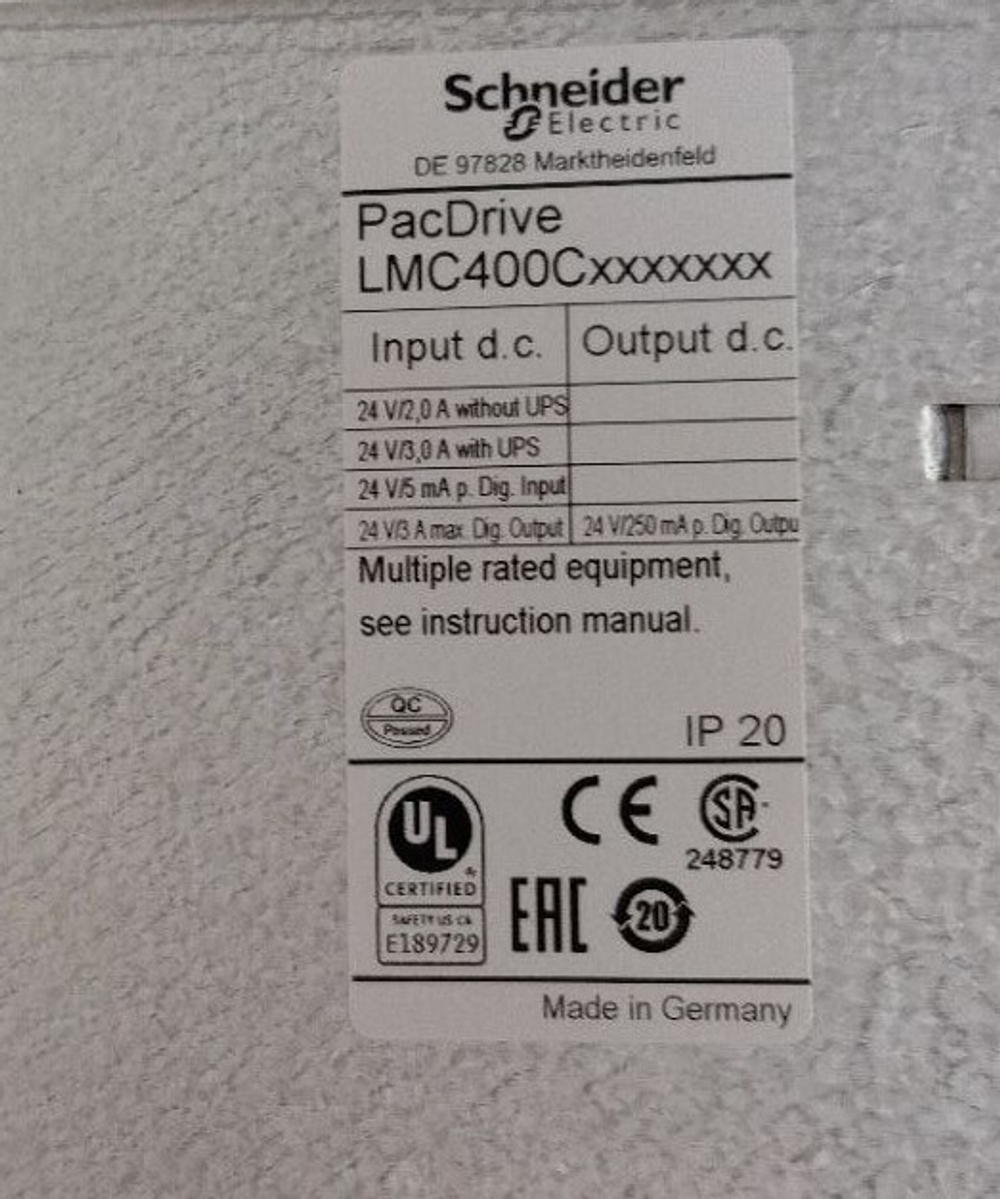 Schneider
Electric
DE 97828 Marktheidenfeld
PacDrive
LMC400Cxxxxxxx
Input d.c. Output d.c.
24 V/2,0 A without UPS
24 V/3,0 A with UPS
24 V/5 mA p. Dig. Input
24 V/3 A max. Dig. Output 24 V/250 mA p. Dig. Outpu
Multiple rated equipment,
see instruction manual.
QC
Passed
IP 20
UL
CERTIFIED
SAFETY US CA
E189729
CE
SA
248779
EAC
20
Made in Germany